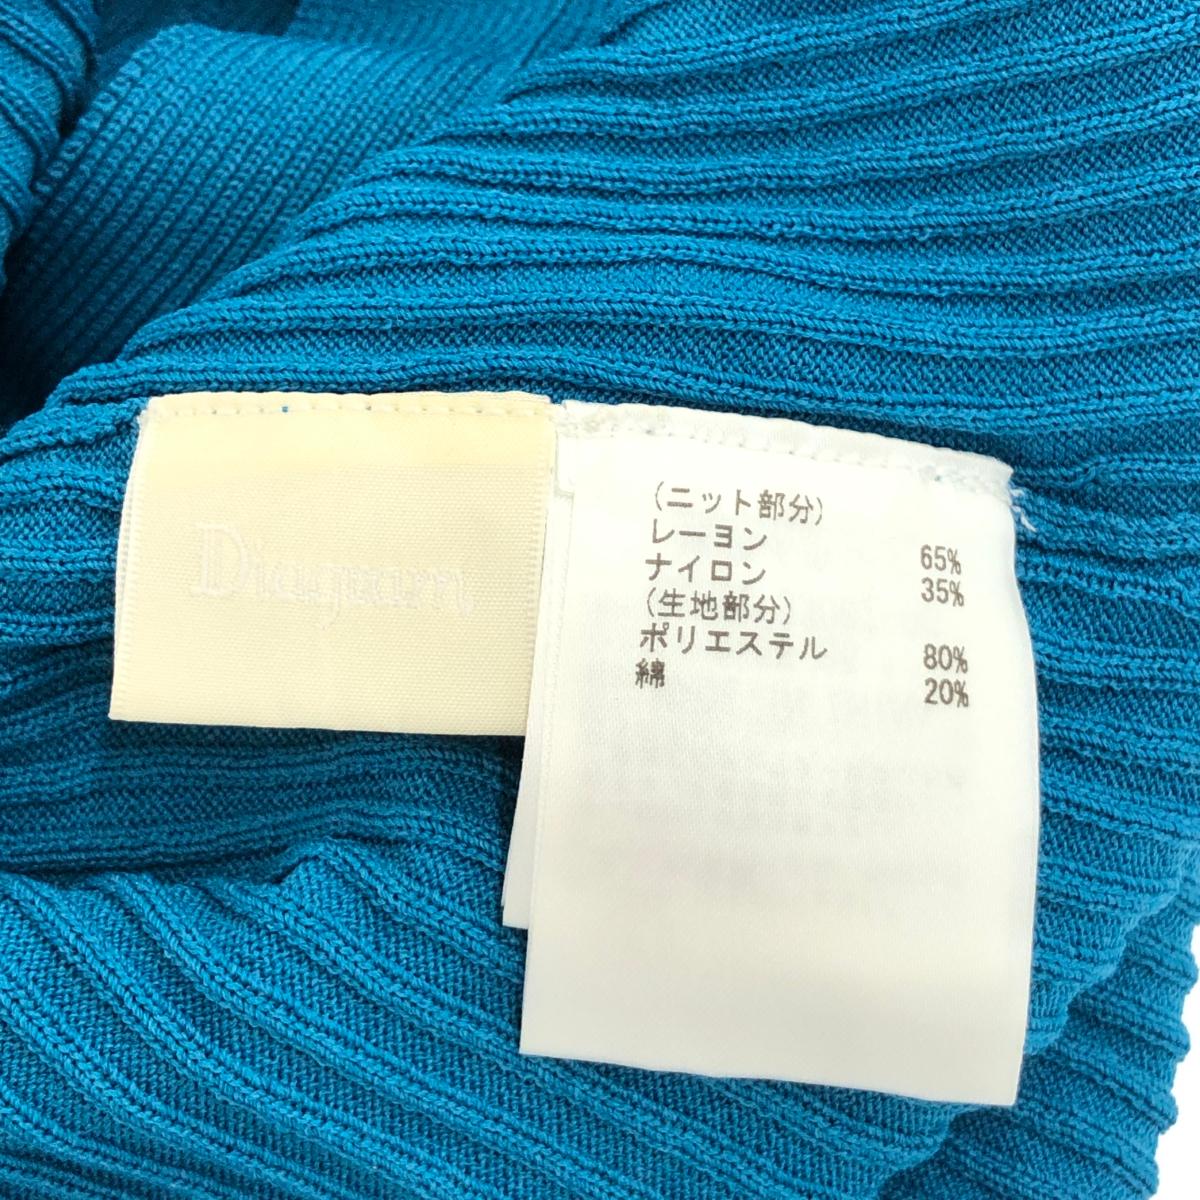 Diagram
(ニット部分)
レーヨン 65%
ナイロン 35%
(生地部分)
ポリエステル 80%
綿 20%